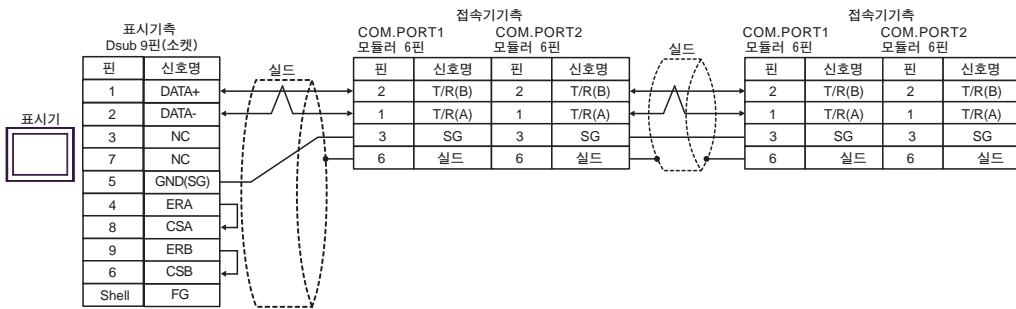 표시기
표시기측
Dsub 9핀(소켓)
핀 신호명
1 DATA+
2 DATA-
3 NC
7 NC
5 GND(SG)
4 ERA
8 CSA
9 ERB
6 CSB
Shell FG
실드
접속기기측
COM.PORT1 COM.PORT2
모듈러 6핀 모듈러 6핀
핀 신호명 핀 신호명
2 T/R(B) 2 T/R(B)
1 T/R(A) 1 T/R(A)
3 SG 3 SG
6 실드 6 실드
실드
접속기기측
COM.PORT1 COM.PORT2
모듈러 6핀 모듈러 6핀
핀 신호명 핀 신호명
2 T/R(B) 2 T/R(B)
1 T/R(A) 1 T/R(A)
3 SG 3 SG
6 실드 6 실드